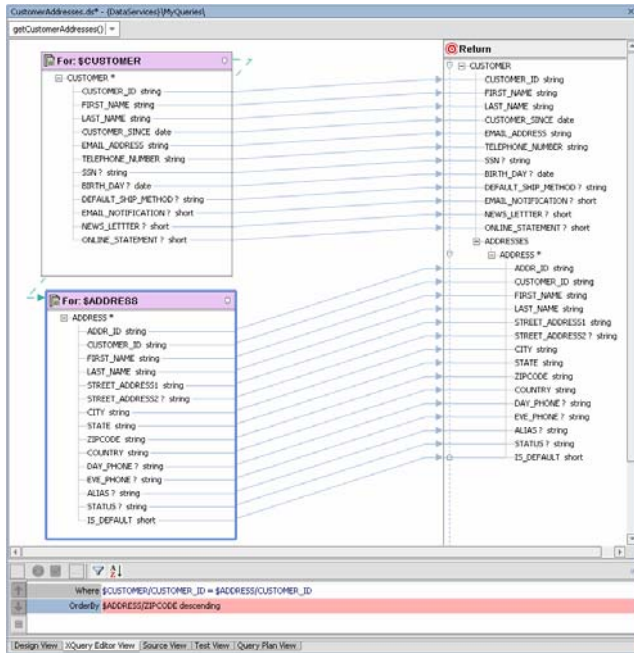 CustomerAddresses.ds* - {DataServices}\MyQueries\
getCustomerAddresses()
For: $CUSTOMER
CUSTOMER *
CUSTOMER_ID string
FIRST_NAME string
LAST_NAME string
CUSTOMER_SINCE date
EMAIL_ADDRESS string
TELEPHONE_NUMBER string
SSN ? string
BIRTH_DAY ? date
DEFAULT_SHIP_METHOD ? string
EMAIL_NOTIFICATION ? short
NEWS_LETTTER ? short
ONLINE_STATEMENT ? short
For: $ADDRESS
ADDRESS *
ADDR_ID string
CUSTOMER_ID string
FIRST_NAME string
LAST_NAME string
STREET_ADDRESS1 string
STREET_ADDRESS2 ? string
CITY string
STATE string
ZIPCODE string
COUNTRY string
DAY_PHONE ? string
EVE_PHONE ? string
ALIAS ? string
STATUS ? string
IS_DEFAULT short
Return
CUSTOMER
CUSTOMER_ID string
FIRST_NAME string
LAST_NAME string
CUSTOMER_SINCE date
EMAIL_ADDRESS string
TELEPHONE_NUMBER string
SSN ? string
BIRTH_DAY ? date
DEFAULT_SHIP_METHOD ? string
EMAIL_NOTIFICATION ? short
NEWS_LETTTER ? short
ONLINE_STATEMENT ? short
ADDRESSES
ADDRESS *
ADDR_ID string
CUSTOMER_ID string
FIRST_NAME string
LAST_NAME string
STREET_ADDRESS1 string
STREET_ADDRESS2 ? string
CITY string
STATE string
ZIPCODE string
COUNTRY string
DAY_PHONE ? string
EVE_PHONE ? string
ALIAS ? string
STATUS ? string
IS_DEFAULT short
Where $CUSTOMER/CUSTOMER_ID = $ADDRESS/CUSTOMER_ID
OrderBy $ADDRESS/ZIPCODE descending
Design View | XQuery Editor View | Source View | Test View | Query Plan View